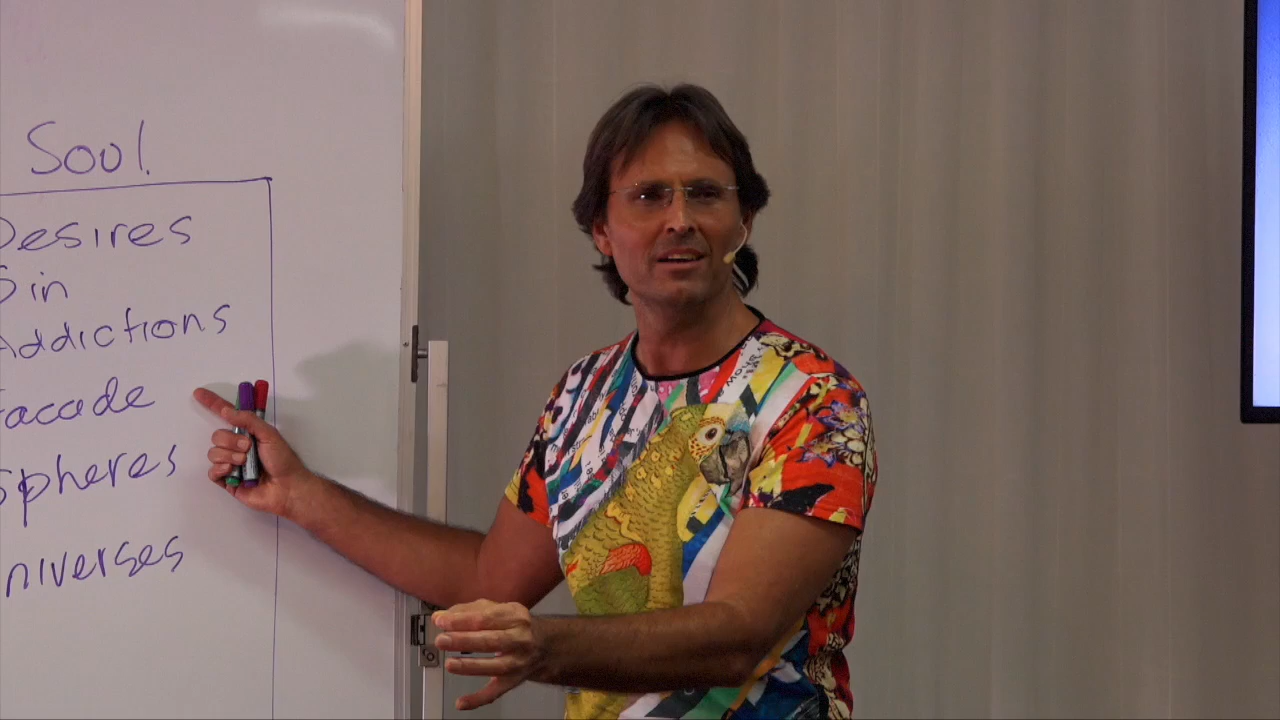 Soul
Desires
Sin
Addictions
facade
Spheres
niverses